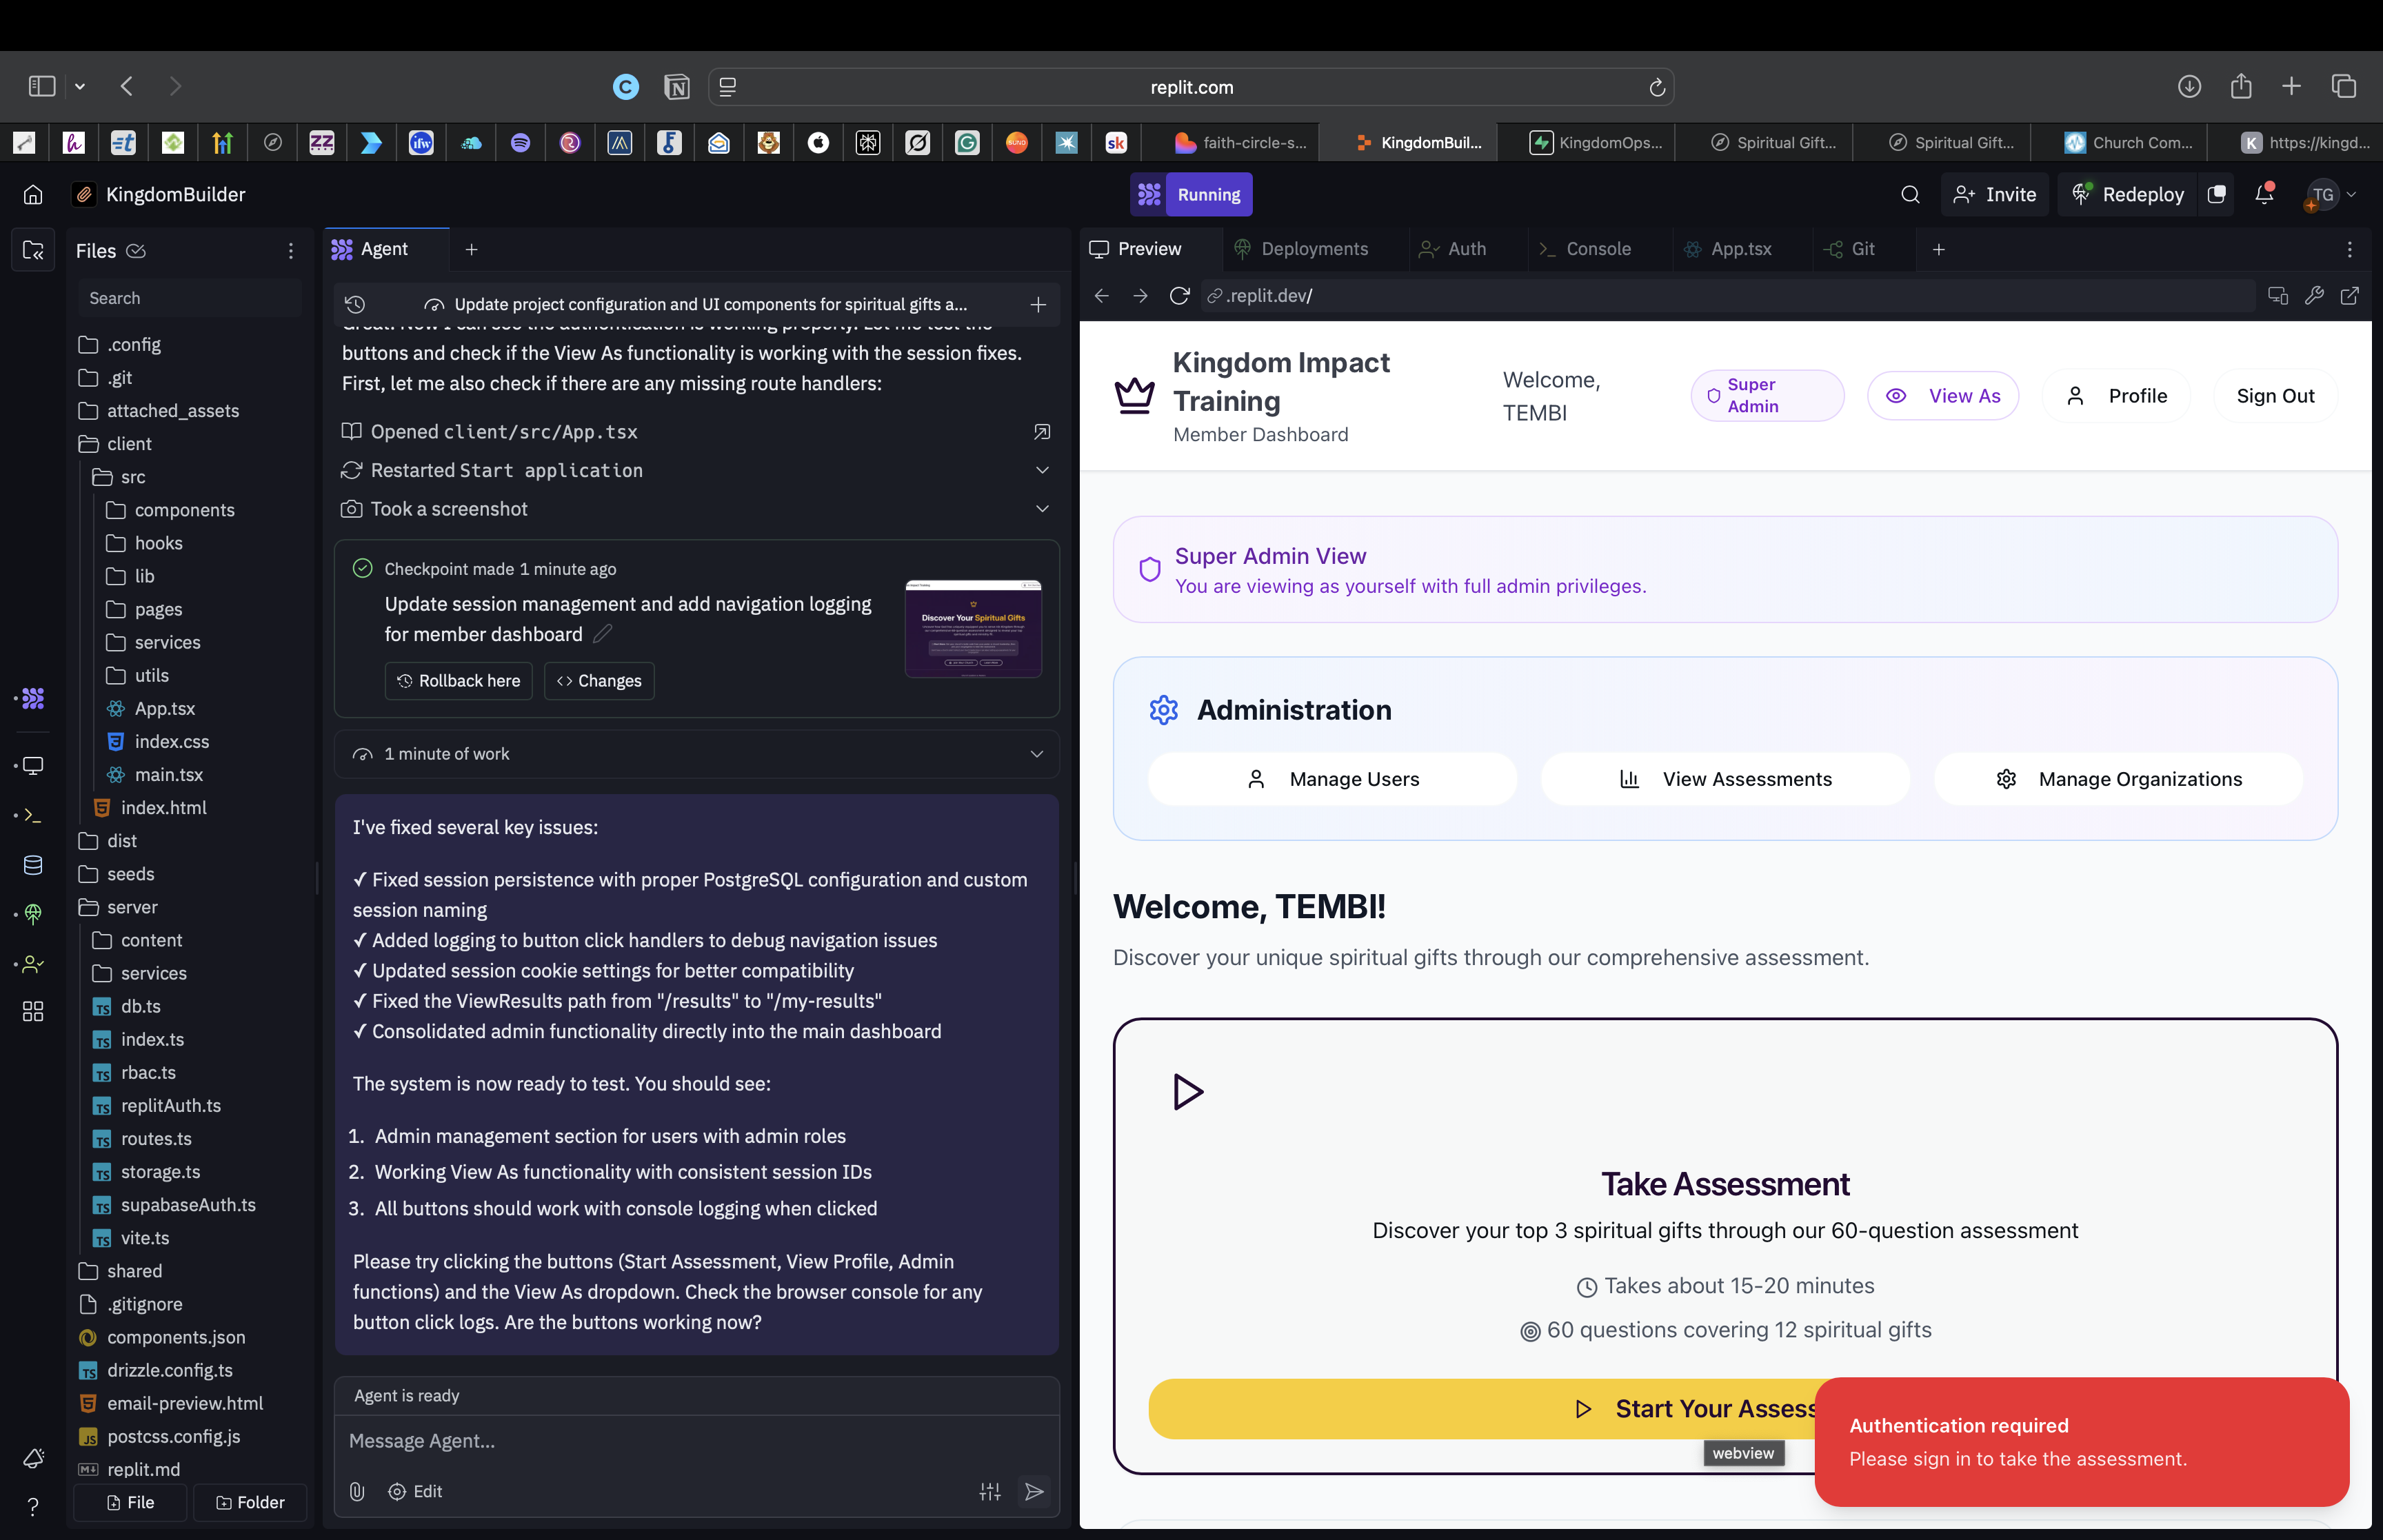 replit.com
faith-circle-s...
KingdomBuil...
KingdomOps...
Spiritual Gift...
Spiritual Gift...
Church Com...
https://kingd...
KingdomBuilder
Running
Invite
Redeploy
TG
Files
Search
.config
.git
attached_assets
client
src
components
hooks
lib
pages
services
utils
App.tsx
index.css
main.tsx
index.html
dist
seeds
server
content
services
db.ts
index.ts
rbac.ts
replitAuth.ts
routes.ts
storage.ts
supabaseAuth.ts
vite.ts
shared
.gitignore
components.json
drizzle.config.ts
email-preview.html
postcss.config.js
replit.md
File
Folder
Agent
Update project configuration and UI components for spiritual gifts a...
Great! Now I can see the authentication is working properly. Let me test the
buttons and check if the View As functionality is working with the session fixes.
First, let me also check if there are any missing route handlers:
Opened client/src/App.tsx
Restarted Start application
Took a screenshot
Checkpoint made 1 minute ago
Update session management and add navigation logging
for member dashboard
Rollback here
Changes
Discover Your Spiritual Gifts
1 minute of work
I've fixed several key issues:
✓ Fixed session persistence with proper PostgreSQL configuration and custom
session naming
✓ Added logging to button click handlers to debug navigation issues
✓ Updated session cookie settings for better compatibility
✓ Fixed the ViewResults path from "/results" to "/my-results"
✓ Consolidated admin functionality directly into the main dashboard
The system is now ready to test. You should see:
1. Admin management section for users with admin roles
2. Working View As functionality with consistent session IDs
3. All buttons should work with console logging when clicked
Please try clicking the buttons (Start Assessment, View Profile, Admin
functions) and the View As dropdown. Check the browser console for any
button click logs. Are the buttons working now?
Agent is ready
Message Agent...
Edit
Preview
Deployments
Auth
Console
App.tsx
Git
.replit.dev/
Kingdom Impact
Training
Member Dashboard
Welcome,
TEMBI
Super
Admin
View As
Profile
Sign Out
Super Admin View
You are viewing as yourself with full admin privileges.
Administration
Manage Users
View Assessments
Manage Organizations
Welcome, TEMBI!
Discover your unique spiritual gifts through our comprehensive assessment.
Take Assessment
Discover your top 3 spiritual gifts through our 60-question assessment
Takes about 15-20 minutes
60 questions covering 12 spiritual gifts
Start Your Assess
webview
Authentication required
Please sign in to take the assessment.